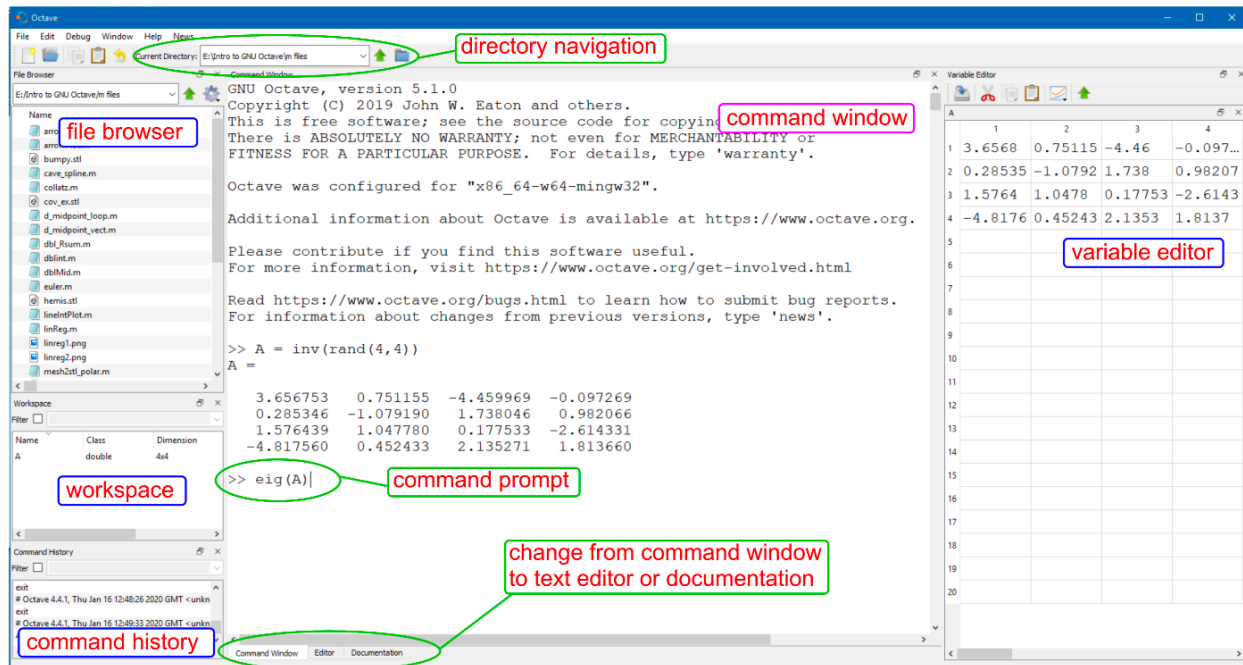 Octave
File Edit Debug Window Help News
Current Directory: E:\Intro to GNU Octave\m files
directory navigation
File Browser
E:/Intro to GNU Octave/m files
Name
file browser
bumpy.stl
cave_spline.m
collatz.m
cov_ex.stl
d_midpoint_loop.m
d_midpoint_vect.m
dbl_Rsum.m
dblint.m
dblMid.m
euler.m
hemis.stl
lineIntPlot.m
linReg.m
linreg1.png
linreg2.png
mesh2stl_polar.m
Workspace
Filter
Name Class Dimension
A double 4x4
workspace
Command History
Filter
exit
# Octave 4.4.1, Thu Jan 16 12:48:26 2020 GMT <unkn
exit
# Octave 4.4.1, Thu Jan 16 12:49:33 2020 GMT <unkn
command history
Command Window
GNU Octave, version 5.1.0
Copyright (C) 2019 John W. Eaton and others.
This is free software; see the source code for copying
command window
There is ABSOLUTELY NO WARRANTY; not even for MERCHANTABILITY or
FITNESS FOR A PARTICULAR PURPOSE. For details, type 'warranty'.
Octave was configured for "x86_64-w64-mingw32".
Additional information about Octave is available at https://www.octave.org.
Please contribute if you find this software useful.
For more information, visit https://www.octave.org/get-involved.html
Read https://www.octave.org/bugs.html to learn how to submit bug reports.
For information about changes from previous versions, type 'news'.
>> A = inv(rand(4,4))
A =
3.656753 0.751155 -4.459969 -0.097269
0.285346 -1.079190 1.738046 0.982066
1.576439 1.047780 0.177533 -2.614331
-4.817560 0.452433 2.135271 1.813660
>> eig(A)
command prompt
change from command window
to text editor or documentation
Command Window Editor Documentation
Variable Editor
A
1 2 3 4
1 3.6568 0.75115 -4.46 -0.097...
2 0.28535 -1.0792 1.738 0.98207
3 1.5764 1.0478 0.17753 -2.6143
4 -4.8176 0.45243 2.1353 1.8137
5
variable editor
6
7
8
9
10
11
12
13
14
15
16
17
18
19
20